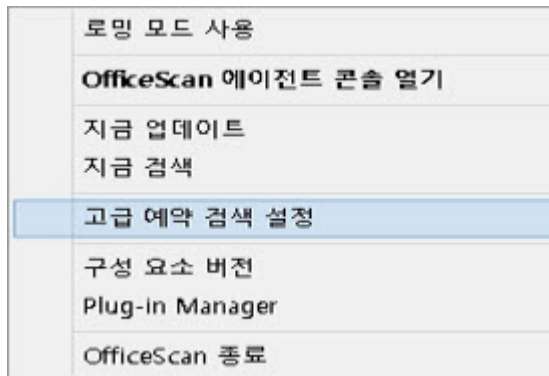 로밍 모드 사용
OfficeScan 에이전트 콘솔 열기
지금 업데이트
지금 검색
고급 예약 검색 설정
구성 요소 버전
Plug-in Manager
OfficeScan 종료